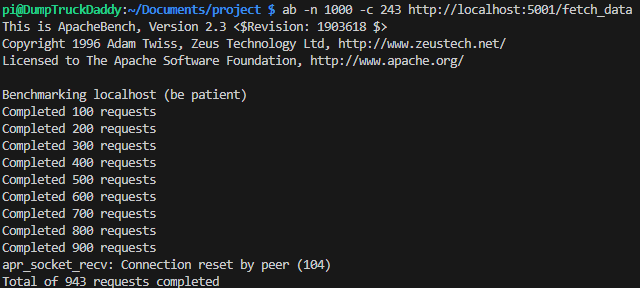 pi@DumpTruckDaddy:~/Documents/project $ ab -n 1000 -c 243 http://localhost:5001/fetch_data
This is ApacheBench, Version 2.3 <$Revision: 1903618 $>
Copyright 1996 Adam Twiss, Zeus Technology Ltd, http://www.zeustech.net/
Licensed to The Apache Software Foundation, http://www.apache.org/

Benchmarking localhost (be patient)
Completed 100 requests
Completed 200 requests
Completed 300 requests
Completed 400 requests
Completed 500 requests
Completed 600 requests
Completed 700 requests
Completed 800 requests
Completed 900 requests
apr_socket_recv: Connection reset by peer (104)
Total of 943 requests completed